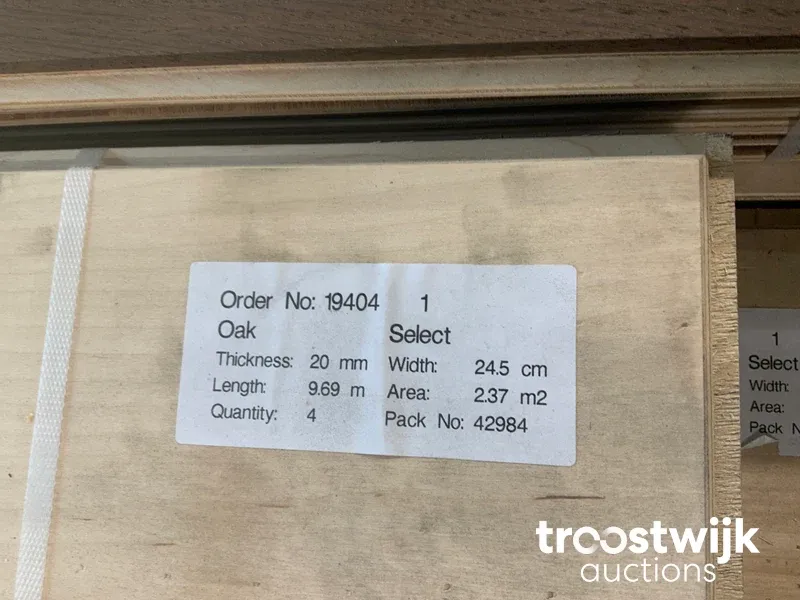 Order No: 19404 1
Oak Select
Thickness: 20 mm Width: 24.5 cm
Length: 9.69 m Area: 2.37 m2
Quantity: 4 Pack No: 42984
1
Select
Width:
Area:
Pack N
troostwijk
auctions